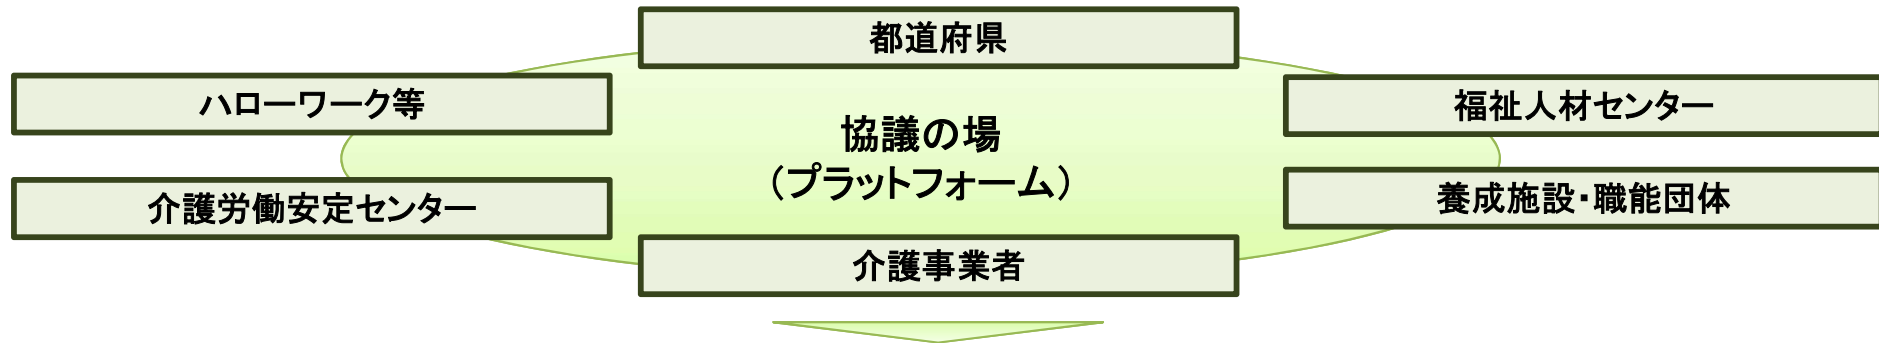 都道府県
ハローワーク等
福祉人材センター
協議の場
（プラットフォーム）
介護労働安定センター
養成施設・職能団体
介護事業者